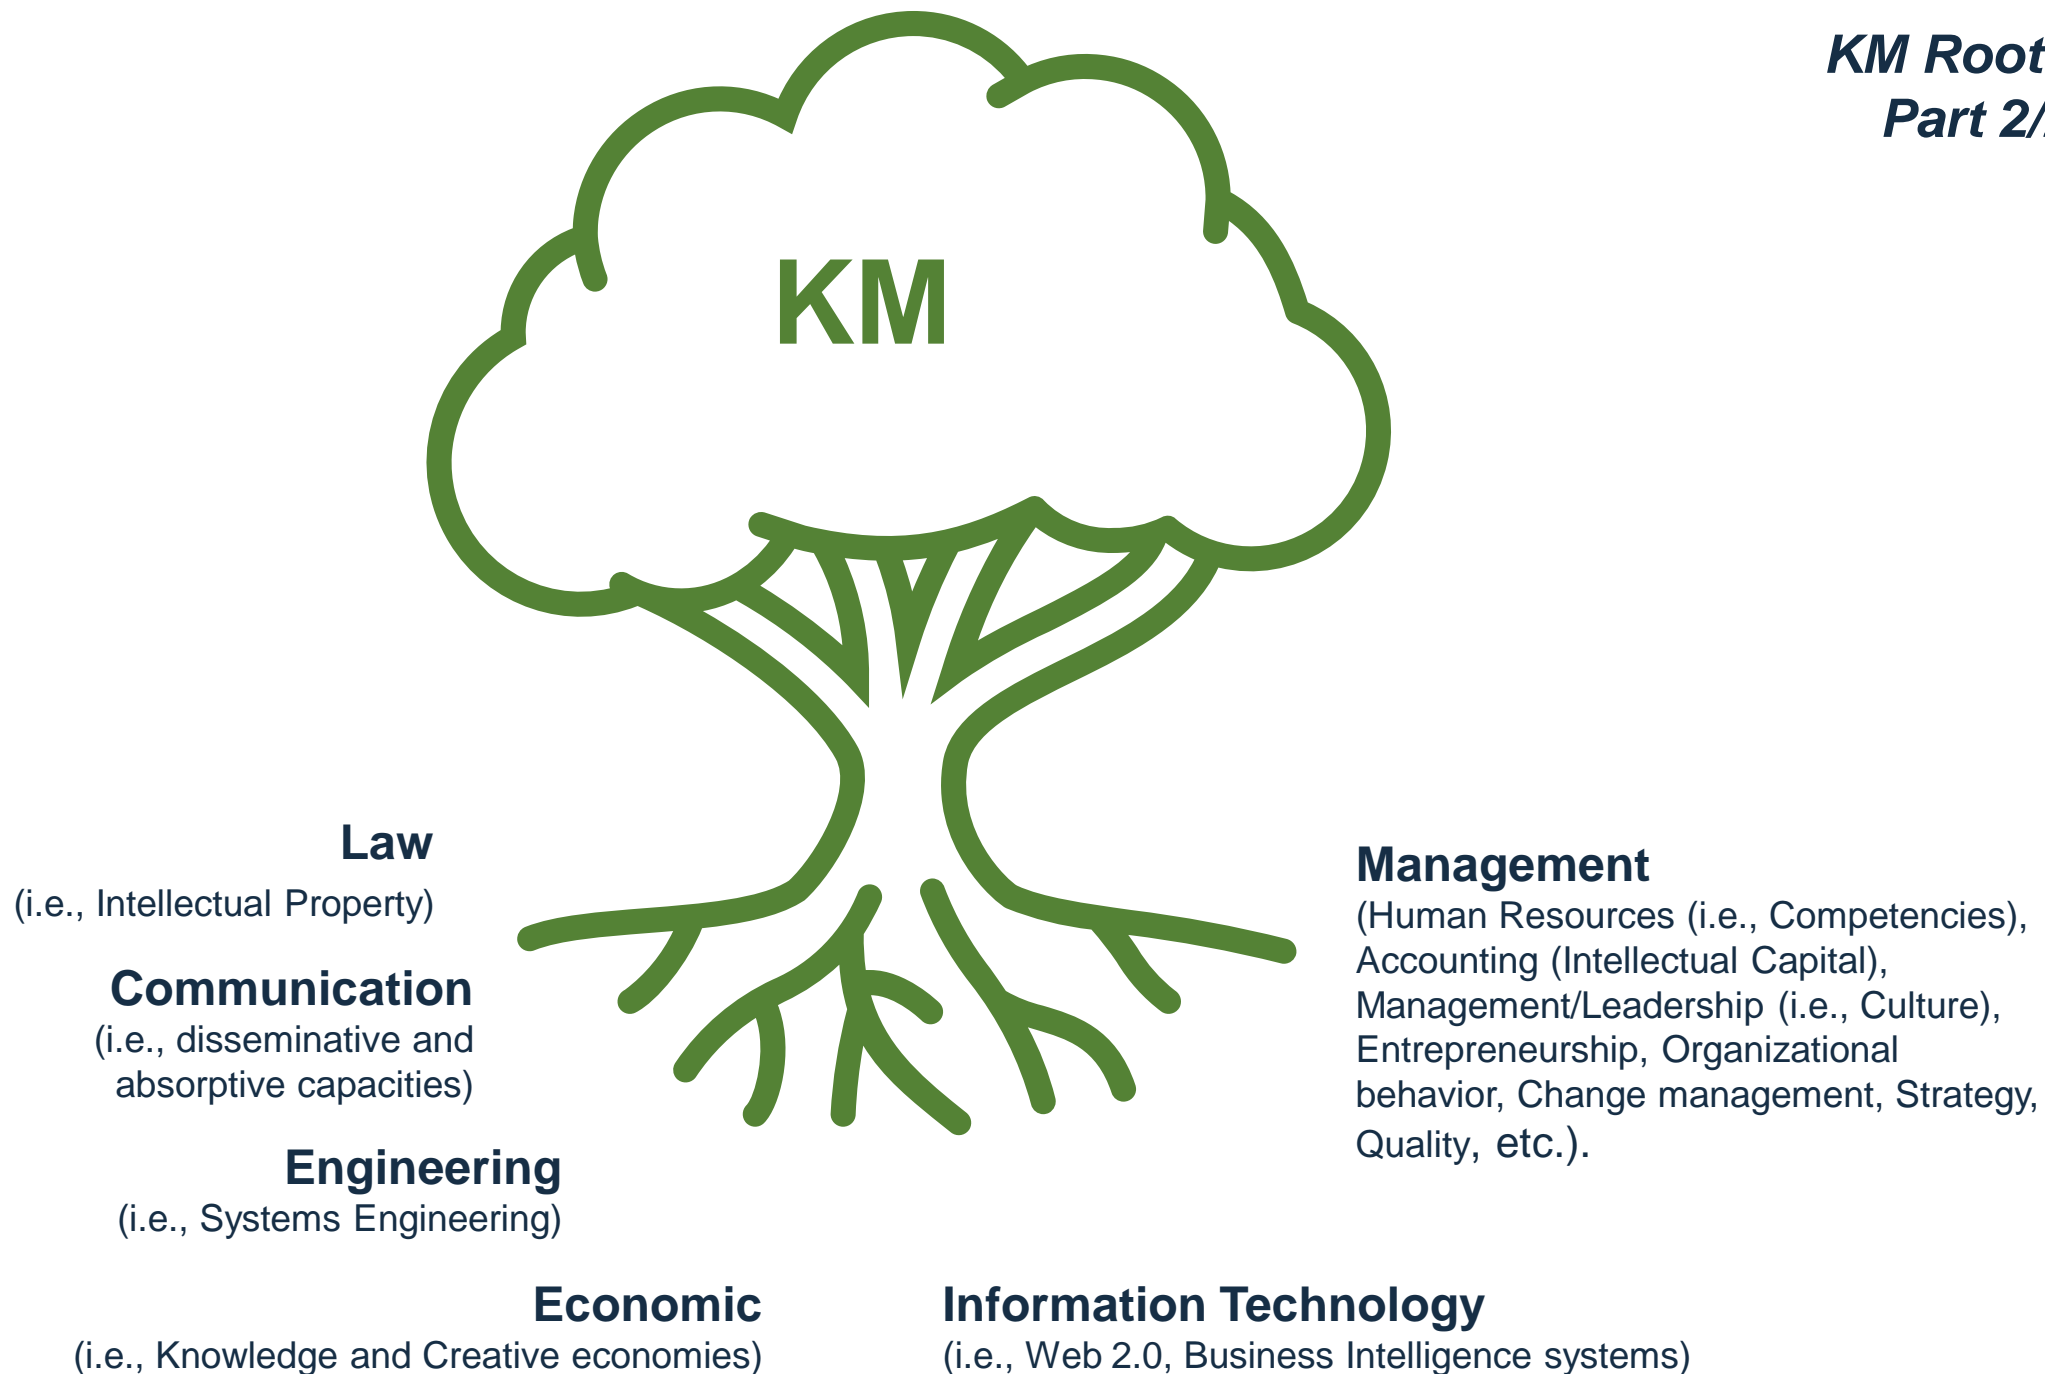 KM Root
Part 2/
KM
Law
(i.e., Intellectual Property)
Communication
(i.e., disseminative and
absorptive capacities)
Engineering
(i.e., Systems Engineering)
Economic
(i.e., Knowledge and Creative economies)
Information Technology
(i.e., Web 2.0, Business Intelligence systems)
Management
(Human Resources (i.e., Competencies),
Accounting (Intellectual Capital),
Management/Leadership (i.e., Culture),
Entrepreneurship, Organizational
behavior, Change management, Strategy,
Quality, etc.).